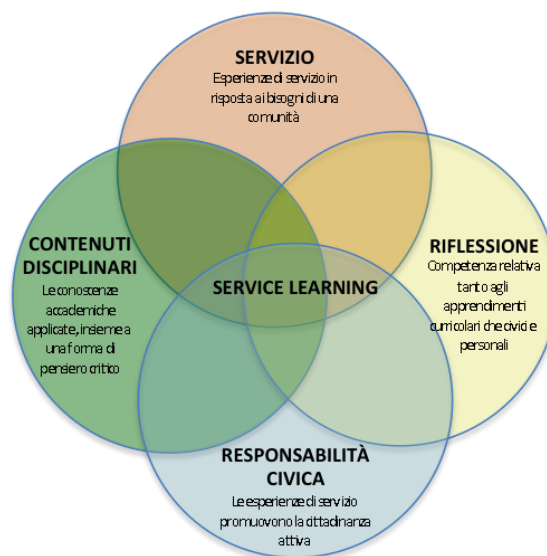 SERVIZIO
Esperienze di servizio in
risposta ai bisogni di una
comunità
CONTENUTI
DISCIPLINARI
Le conoscenze
accademiche
applicate, insieme a
una forma di
pensiero critico
RIFLESSIONE
Competenza relativa
tanto agli
apprendimenti
curricolari che civici e
personali
SERVICE LEARNING
RESPONSABILITÀ
CIVICA
Le esperienze di servizio
promuovono la cittadinanza
attiva